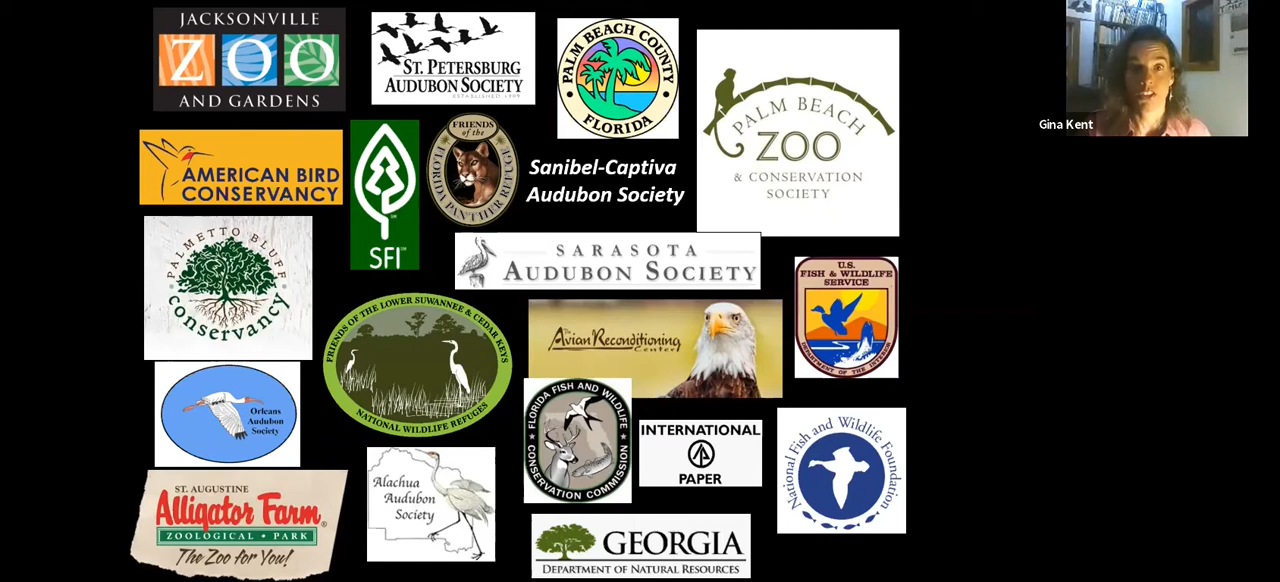 JACKSONVILLE
ZOO
AND GARDENS
ST. PETERSBURG
AUDUBON SOCIETY
ESTABLISHED 1909
PALM BEACH COUNTY
FLORIDA
PALM BEACH
ZOO
& CONSERVATION
SOCIETY
Gina Kent
AMERICAN BIRD
CONSERVANCY
SFI™
FRIENDS
of the
FLORIDA PANTHER REFUGE
Sanibel-Captiva
Audubon Society
PALMETTO BLUFF
conservancy
SARASOTA
AUDUBON SOCIETY
U.S.
FISH & WILDLIFE
SERVICE
DEPARTMENT OF THE INTERIOR
FRIENDS OF THE LOWER SUWANNEE & CEDAR KEYS
NATIONAL WILDLIFE REFUGES
The
Avian Reconditioning
Center
Orleans
Audubon
Society
FLORIDA FISH AND WILDLIFE
CONSERVATION COMMISSION
INTERNATIONAL
PAPER
National Fish and Wildlife Foundation
Alachua
Audubon
Society
ST. AUGUSTINE
Alligator Farm®
ZOOLOGICAL • PARK
The Zoo for You!
GEORGIA
DEPARTMENT OF NATURAL RESOURCES